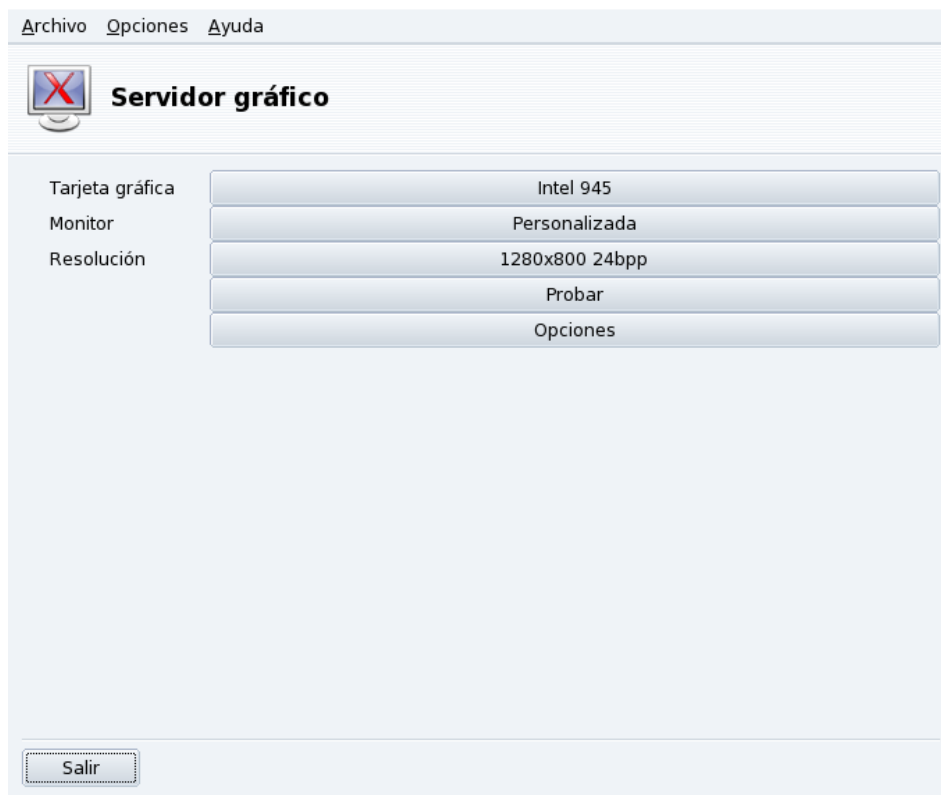 Archivo Opciones Ayuda
Servidor gráfico
Tarjeta gráfica Intel 945
Monitor Personalizada
Resolución 1280x800 24bpp
Probar
Opciones
Salir